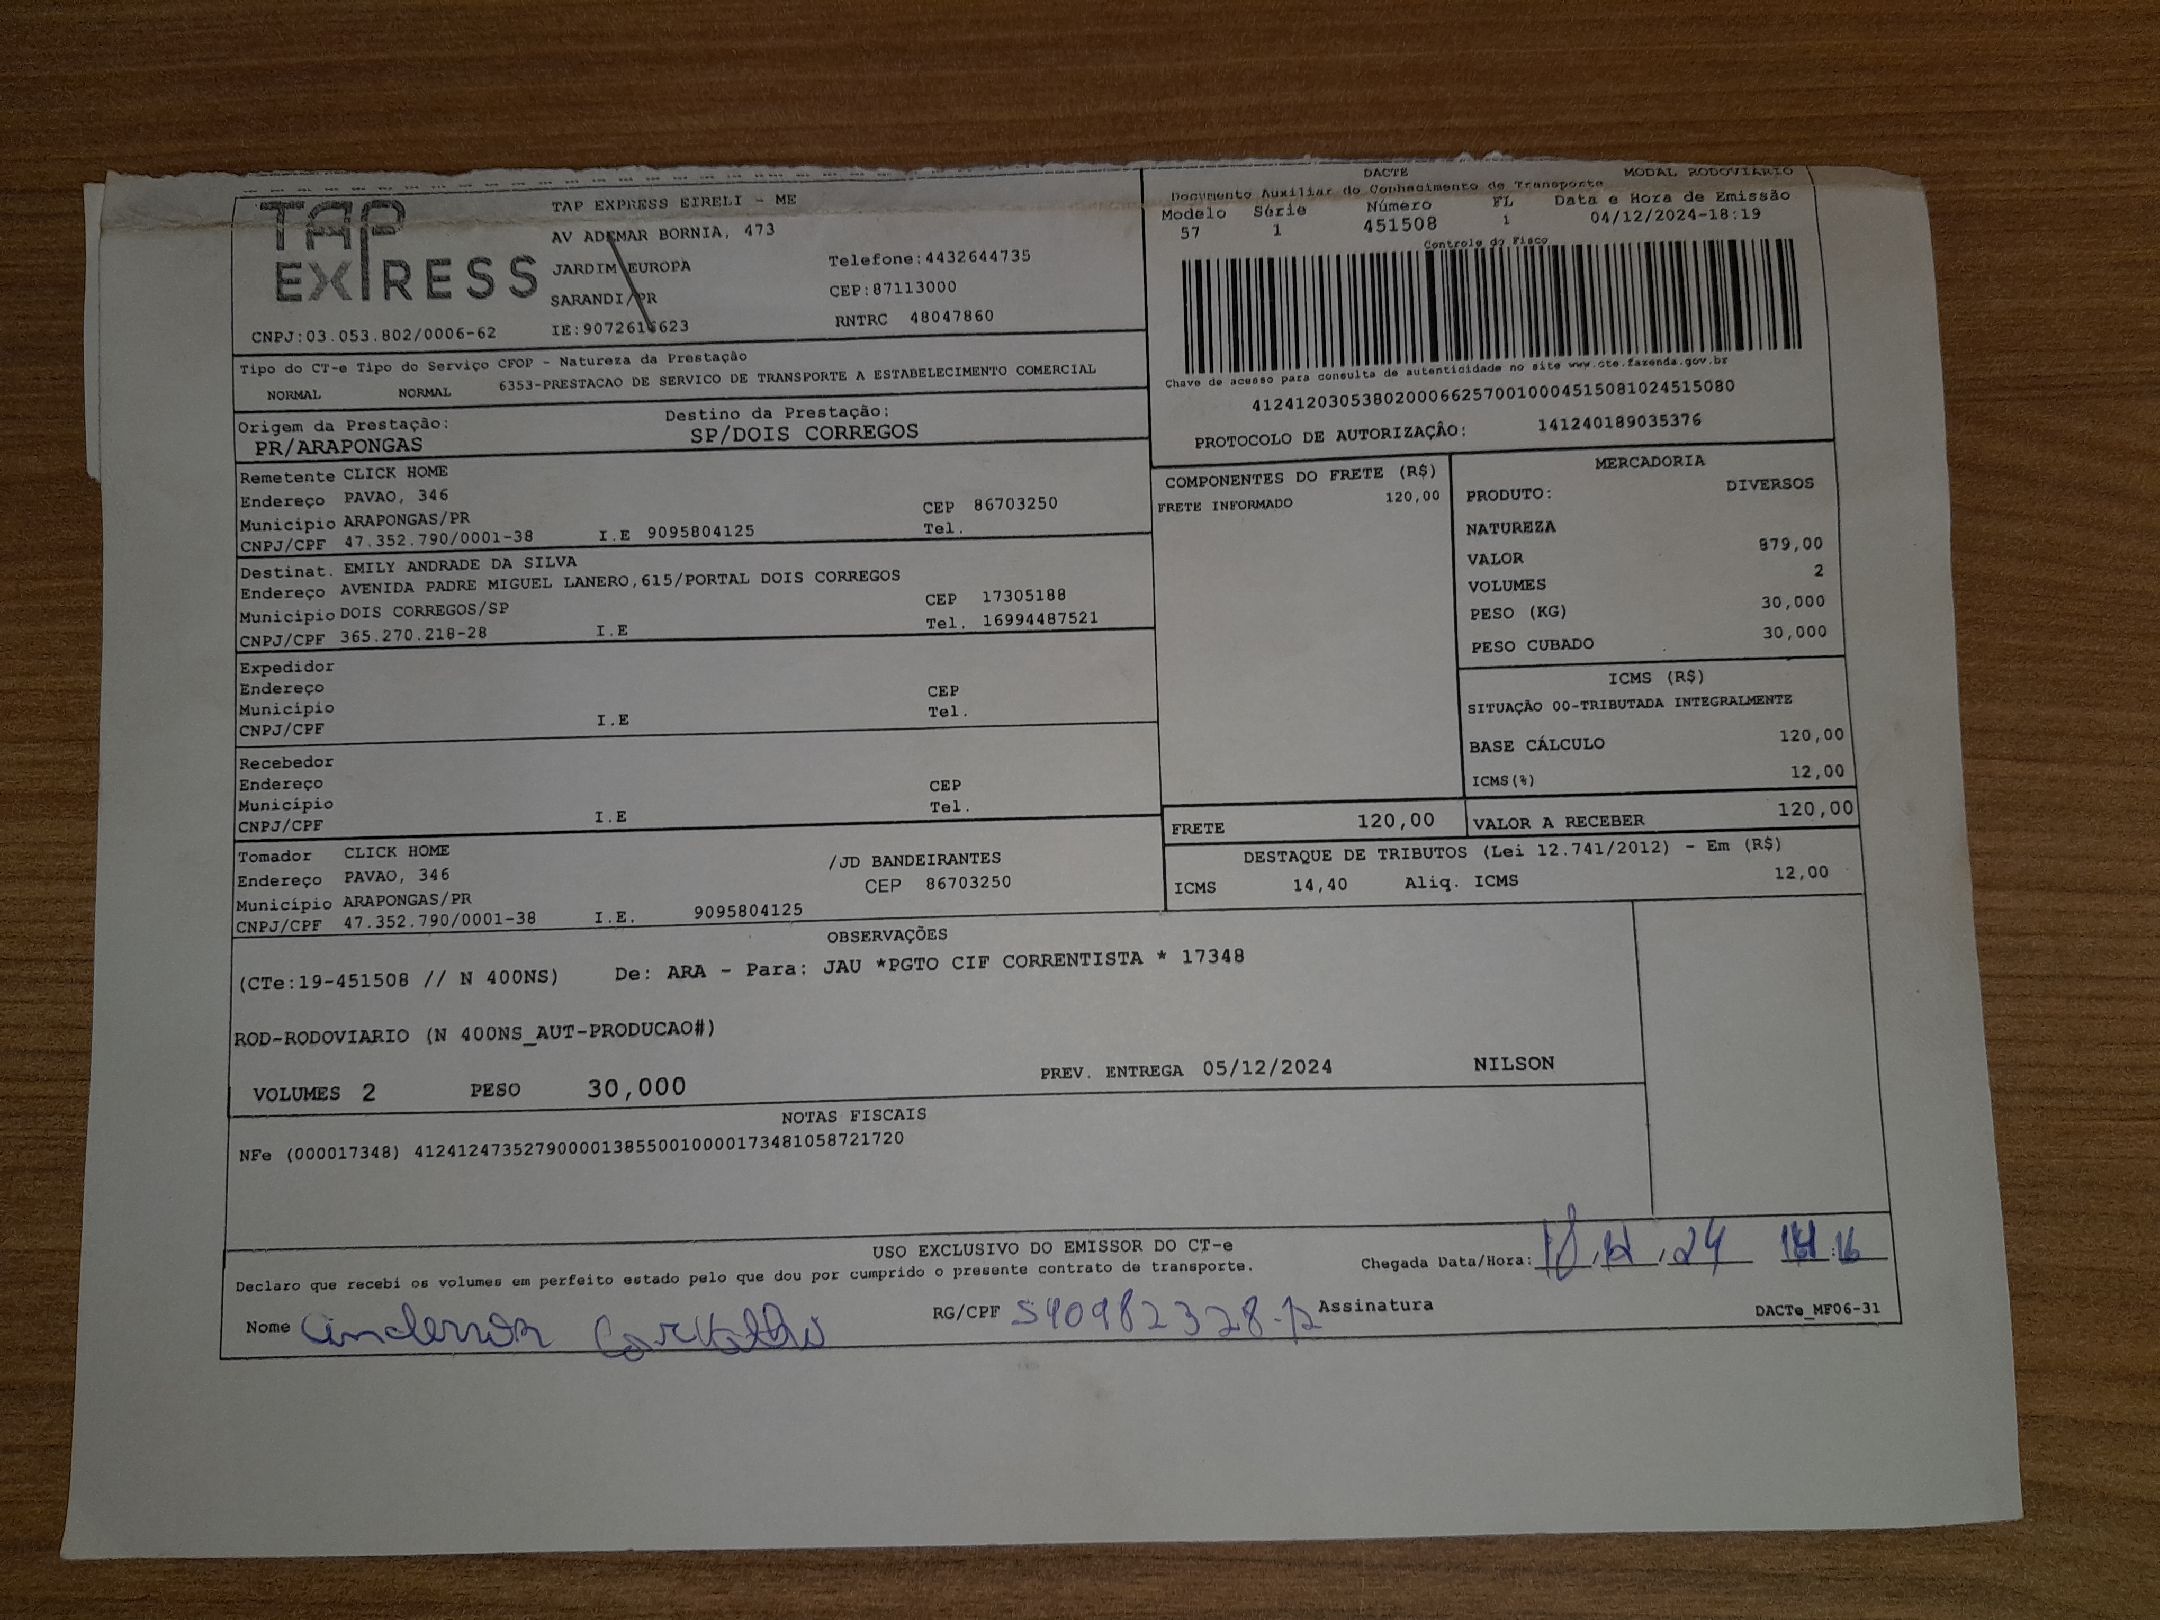 TAP EXPRESS
TAP EXPRESS EIRELI - ME
AV ADEMAR BORNIA, 473
JARDIM EUROPA
Telefone:4432644735
SARANDI/PR
CEP:87113000
CNPJ:03.053.802/0006-62
IE:9072616623
RNTRC 48047860
DACTE
MODAL RODOVIÁRIO
Documento Auxiliar do Conhecimento de Transporte
Modelo Série Número FL Data e Hora de Emissão
57 1 451508 1 04/12/2024-18:19
Controle do Fisco
Chave de acesso para consulta de autenticidade no site www.cte.fazenda.gov.br
41241203053802000662570010004515081024515080
PROTOCOLO DE AUTORIZAÇÂO: 141240189035376
Tipo do CT-e Tipo do Serviço CFOP - Natureza da Prestação
NORMAL NORMAL 6353-PRESTACAO DE SERVICO DE TRANSPORTE A ESTABELECIMENTO COMERCIAL
Origem da Prestação: Destino da Prestação:
PR/ARAPONGAS SP/DOIS CORREGOS
Remetente CLICK HOME
Endereço PAVAO, 346 CEP 86703250
Município ARAPONGAS/PR Tel.
CNPJ/CPF 47.352.790/0001-38 I.E 9095804125
Destinat. EMILY ANDRADE DA SILVA
Endereço AVENIDA PADRE MIGUEL LANERO,615/PORTAL DOIS CORREGOS
Município DOIS CORREGOS/SP CEP 17305188
CNPJ/CPF 365.270.218-28 I.E Tel. 16994487521
Expedidor
Endereço CEP
Município Tel.
CNPJ/CPF I.E
Recebedor
Endereço CEP
Município Tel.
CNPJ/CPF I.E
Tomador CLICK HOME /JD BANDEIRANTES
Endereço PAVAO, 346 CEP 86703250
Município ARAPONGAS/PR
CNPJ/CPF 47.352.790/0001-38 I.E. 9095804125
COMPONENTES DO FRETE (R$)
FRETE INFORMADO 120,00
MERCADORIA
PRODUTO: DIVERSOS
NATUREZA
VALOR 879,00
VOLUMES 2
PESO (KG) 30,000
PESO CUBADO 30,000
ICMS (R$)
SITUAÇÃO 00-TRIBUTADA INTEGRALMENTE
BASE CÁLCULO 120,00
ICMS(%) 12,00
FRETE 120,00 VALOR A RECEBER 120,00
DESTAQUE DE TRIBUTOS (Lei 12.741/2012) - Em (R$)
ICMS 14,40 Aliq. ICMS 12,00
OBSERVAÇÕES
(CTe:19-451508 // N 400NS) De: ARA - Para: JAU *PGTO CIF CORRENTISTA * 17348
ROD-RODOVIARIO (N 400NS_AUT-PRODUCAO#)
VOLUMES 2 PESO 30,000 PREV. ENTREGA 05/12/2024 NILSON
NOTAS FISCAIS
NFe (000017348) 41241247352790000138550010000173481058721720
USO EXCLUSIVO DO EMISSOR DO CT-e
Declaro que recebi os volumes em perfeito estado pelo que dou por cumprido o presente contrato de transporte.
Chegada Data/Hora: 24
Nome anderson Carvalho RG/CPF Assinatura DACTe_MF06-31